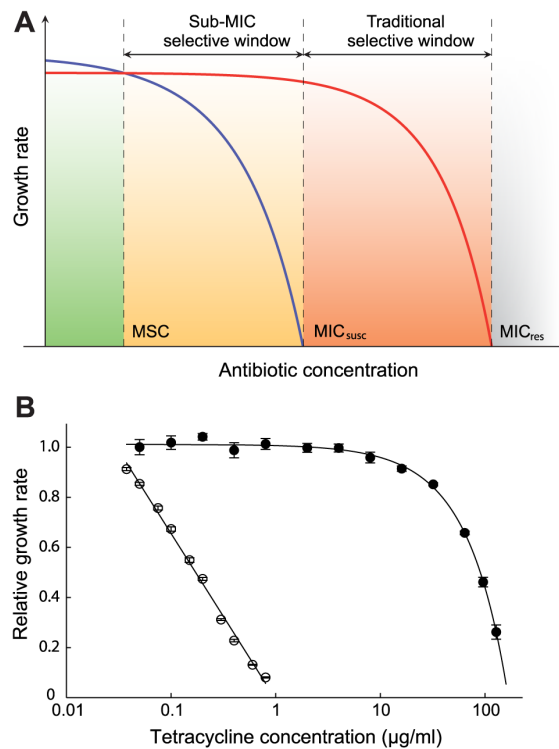 A
Sub-MIC
selective window
Traditional
selective window
Growth rate
MSC
MICsusc
MICres
Antibiotic concentration
B
Relative growth rate
1.0
0.8
0.6
0.4
0.2
0
0.01
0.1
1
10
100
Tetracycline concentration (µg/ml)